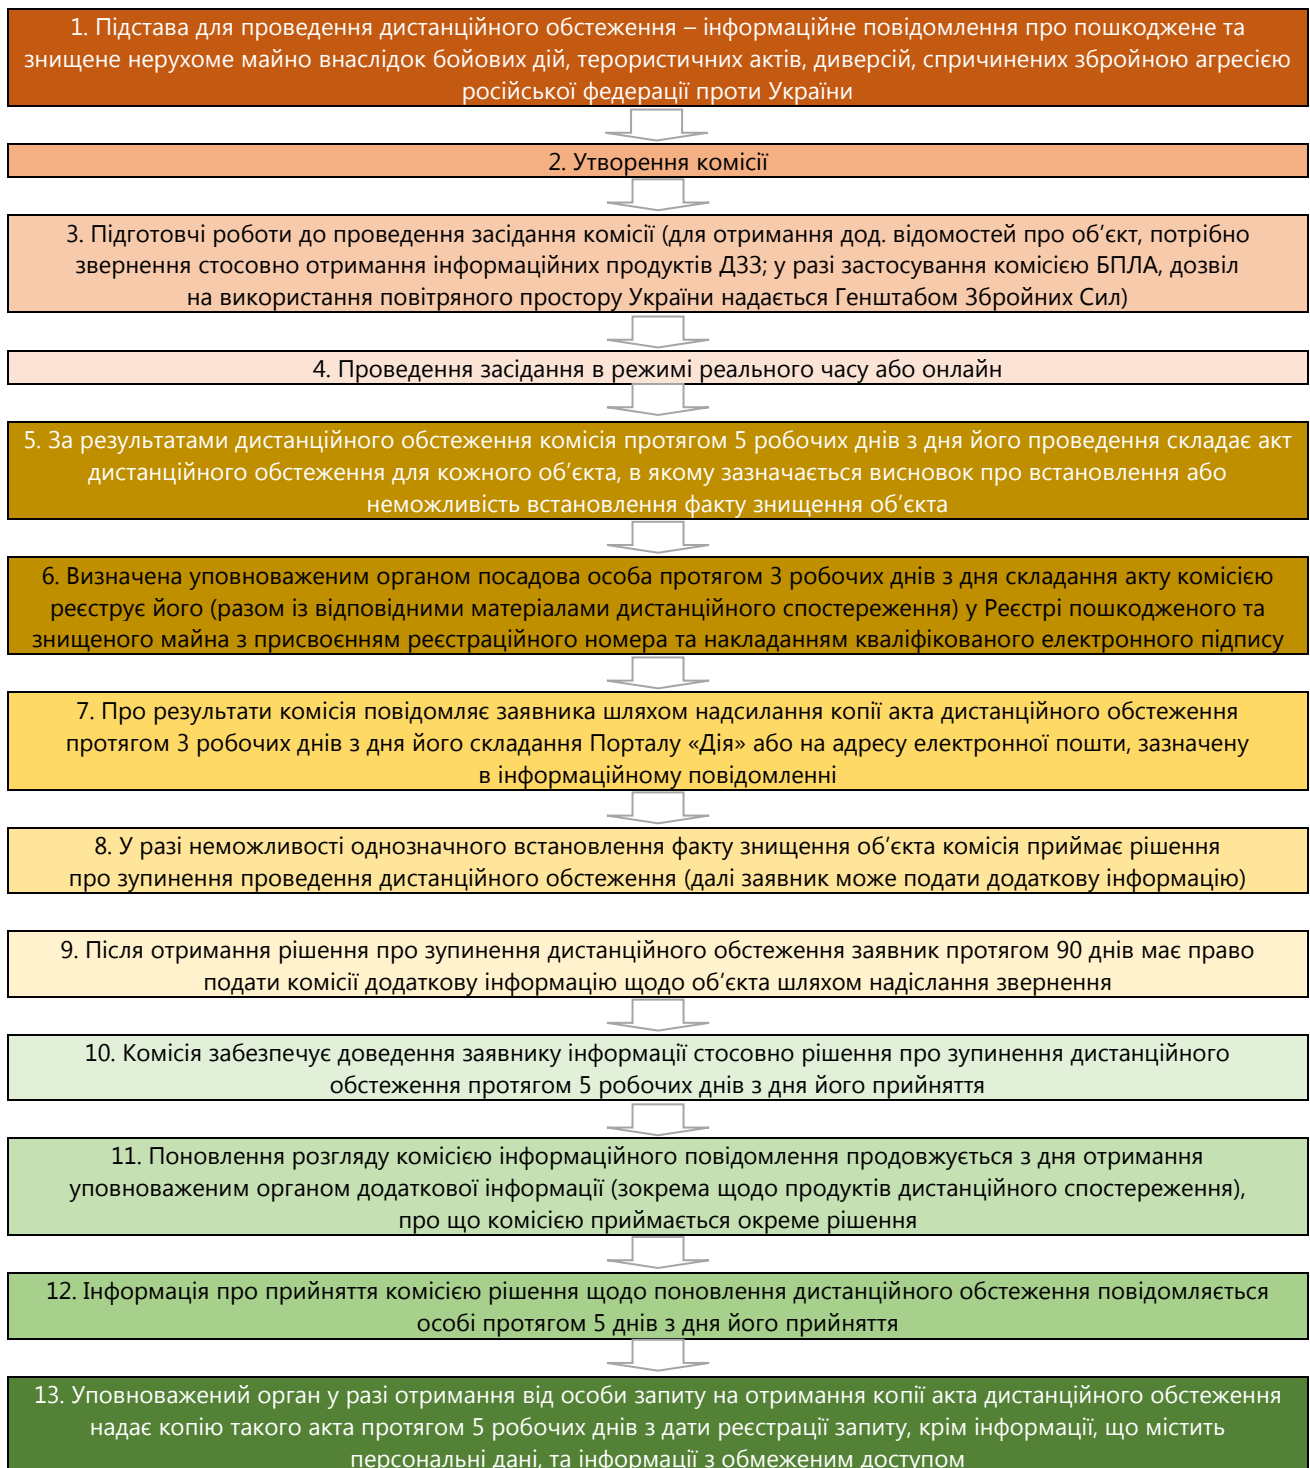 1. Підстава для проведення дистанційного обстеження – інформаційне повідомлення про пошкоджене та
знищене нерухоме майно внаслідок бойових дій, терористичних актів, диверсій, спричинених збройною агресією
російської федерації проти України
2. Утворення комісії
3. Підготовчі роботи до проведення засідання комісії (для отримання дод. відомостей про об’єкт, потрібно
звернення стосовно отримання інформаційних продуктів ДЗЗ; у разі застосування комісією БПЛА, дозвіл
на використання повітряного простору України надається Генштабом Збройних Сил)
4. Проведення засідання в режимі реального часу або онлайн
5. За результатами дистанційного обстеження комісія протягом 5 робочих днів з дня його проведення складає акт
дистанційного обстеження для кожного об’єкта, в якому зазначається висновок про встановлення або
неможливість встановлення факту знищення об’єкта
6. Визначена уповноваженим органом посадова особа протягом 3 робочих днів з дня складання акту комісією
реєструє його (разом із відповідними матеріалами дистанційного спостереження) у Реєстрі пошкодженого та
знищеного майна з присвоєнням реєстраційного номера та накладанням кваліфікованого електронного підпису
7. Про результати комісія повідомляє заявника шляхом надсилання копії акта дистанційного обстеження
протягом 3 робочих днів з дня його складання Порталу «Дія» або на адресу електронної пошти, зазначену
в інформаційному повідомленні
8. У разі неможливості однозначного встановлення факту знищення об’єкта комісія приймає рішення
про зупинення проведення дистанційного обстеження (далі заявник може подати додаткову інформацію)
9. Після отримання рішення про зупинення дистанційного обстеження заявник протягом 90 днів має право
подати комісії додаткову інформацію щодо об’єкта шляхом надіслання звернення
10. Комісія забезпечує доведення заявнику інформації стосовно рішення про зупинення дистанційного
обстеження протягом 5 робочих днів з дня його прийняття
11. Поновлення розгляду комісією інформаційного повідомлення продовжується з дня отримання
уповноваженим органом додаткової інформації (зокрема щодо продуктів дистанційного спостереження),
про що комісією приймається окреме рішення
12. Інформація про прийняття комісією рішення щодо поновлення дистанційного обстеження повідомляється
особі протягом 5 днів з дня його прийняття
13. Уповноважений орган у разі отримання від особи запиту на отримання копії акта дистанційного обстеження
надає копію такого акта протягом 5 робочих днів з дати реєстрації запиту, крім інформації, що містить
персональні дані, та інформації з обмеженим доступом